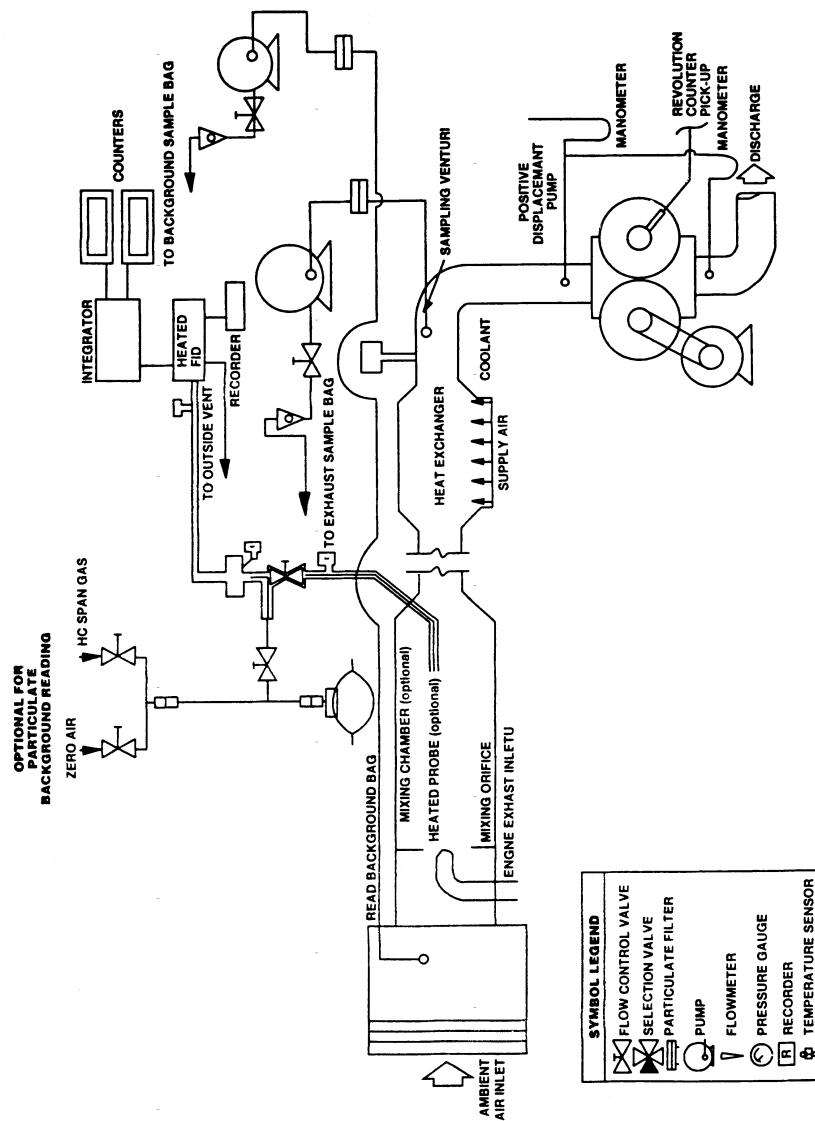 OPTIONAL FOR
PARTICULATE
BACKGROUND READING
ZERO AIR
HC SPAN GAS
INTEGRATOR
COUNTERS
HEATED
FID
RECORDER
TO OUTSIDE VENT
TO BACKGROUND SAMPLE BAG
TO EXHAUST SAMPLE BAG
READ BACKGROUND BAG
MIXING CHAMBER (optional)
HEATED PROBE (optional)
MIXING ORIFICE
ENGNE EXHAST INLFTU
AMBIENT
AIR INLET
HEAT EXCHANGER
COOLANT
SUPPLY AIR
SAMPLING VENTURI
POSITIVE
DISPLACEMANT
PUMP
MANOMETER
REVOLUTION
COUNTER
PICK-UP
MANOMETER
DISCHARGE
SYMBOL LEGEND
FLOW CONTROL VALVE
SELECTION VALVE
PARTICULATE FILTER
PUMP
FLOWMETER
PRESSURE GAUGE
R RECORDER
TEMPERATURE SENSOR